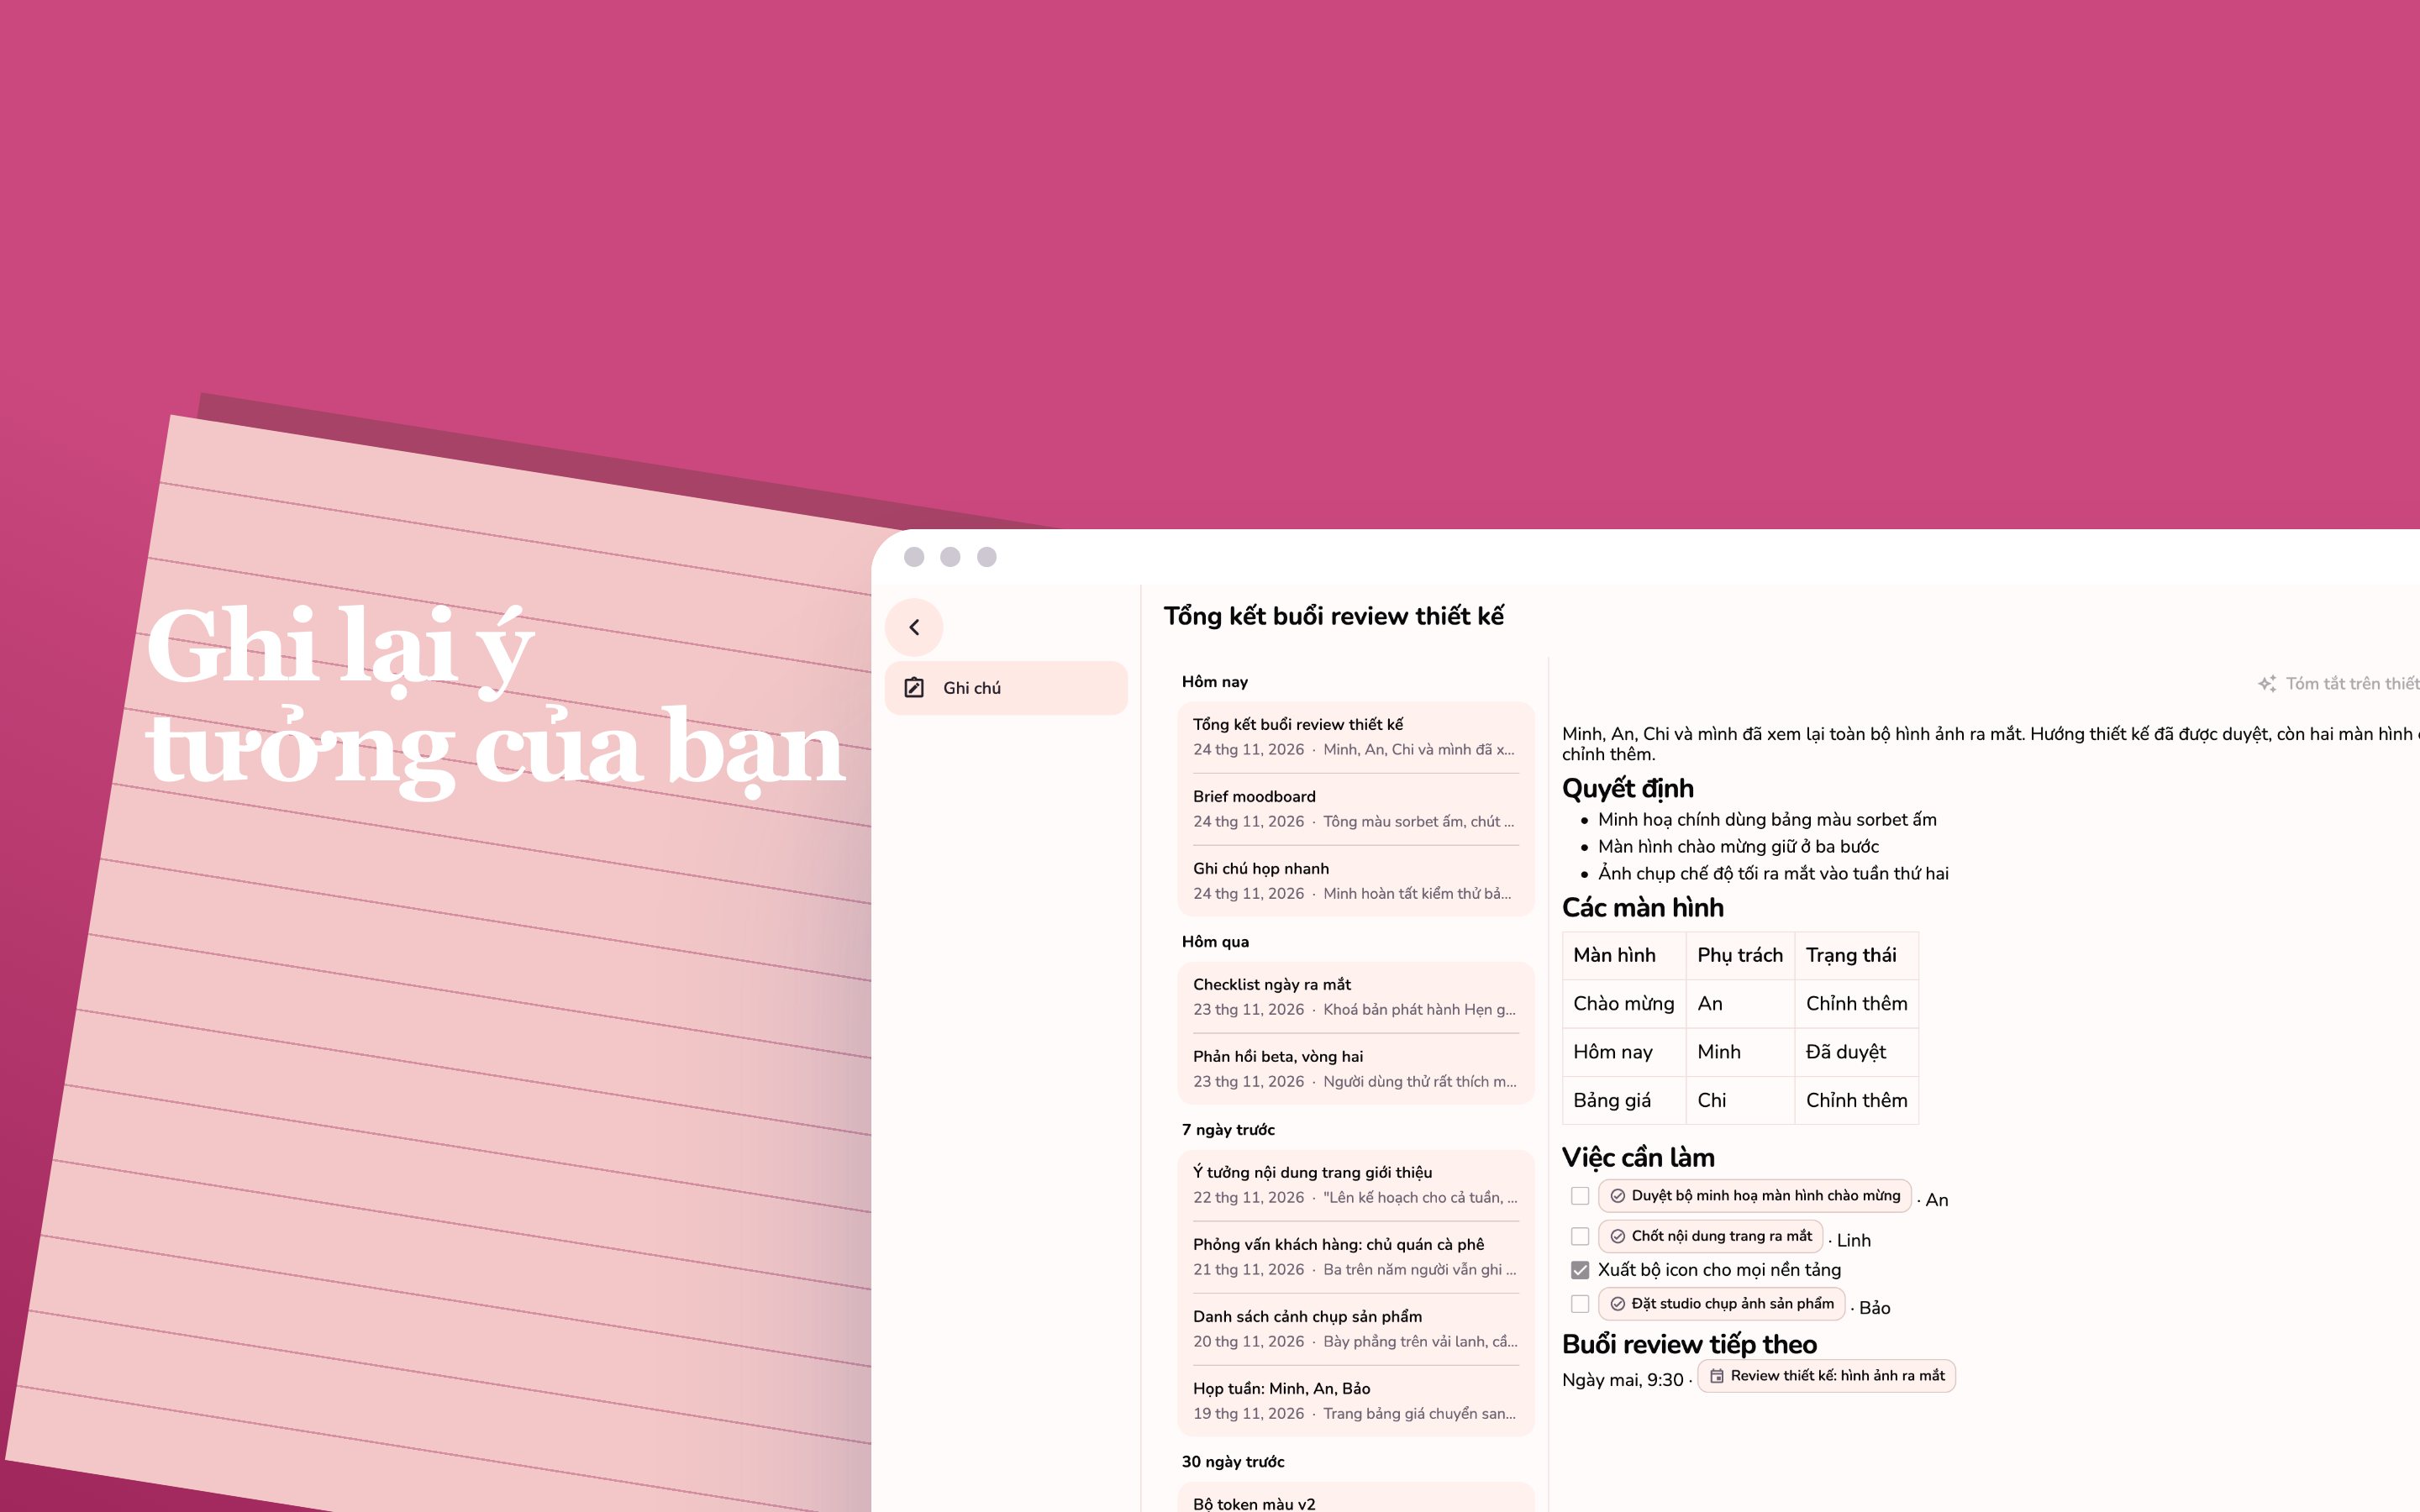 Ghi lại ý
tưởng của bạn
Ghi chú
Tổng kết buổi review thiết kế
Hôm nay
Tổng kết buổi review thiết kế
24 thg 11, 2026 · Minh, An, Chi và mình đã x...
Brief moodboard
24 thg 11, 2026 · Tông màu sorbet ấm, chút ...
Ghi chú họp nhanh
24 thg 11, 2026 · Minh hoàn tất kiểm thử bả...
Hôm qua
Checklist ngày ra mắt
23 thg 11, 2026 · Khoá bản phát hành Hẹn g...
Phản hồi beta, vòng hai
23 thg 11, 2026 · Người dùng thử rất thích m...
7 ngày trước
Ý tưởng nội dung trang giới thiệu
22 thg 11, 2026 · "Lên kế hoạch cho cả tuần, ...
Phỏng vấn khách hàng: chủ quán cà phê
21 thg 11, 2026 · Ba trên năm người vẫn ghi ...
Danh sách cảnh chụp sản phẩm
20 thg 11, 2026 · Bày phẳng trên vải lanh, cầ...
Họp tuần: Minh, An, Bảo
19 thg 11, 2026 · Trang bảng giá chuyển san...
30 ngày trước
Bộ token màu v2
Tóm tắt trên thiết
Minh, An, Chi và mình đã xem lại toàn bộ hình ảnh ra mắt. Hướng thiết kế đã được duyệt, còn hai màn hình
chỉnh thêm.
Quyết định
• Minh hoạ chính dùng bảng màu sorbet ấm
• Màn hình chào mừng giữ ở ba bước
• Ảnh chụp chế độ tối ra mắt vào tuần thứ hai
Các màn hình
Màn hình Phụ trách Trạng thái
Chào mừng An Chỉnh thêm
Hôm nay Minh Đã duyệt
Bảng giá Chi Chỉnh thêm
Việc cần làm
Duyệt bộ minh hoạ màn hình chào mừng · An
Chốt nội dung trang ra mắt · Linh
Xuất bộ icon cho mọi nền tảng
Đặt studio chụp ảnh sản phẩm · Bảo
Buổi review tiếp theo
Ngày mai, 9:30 · Review thiết kế: hình ảnh ra mắt